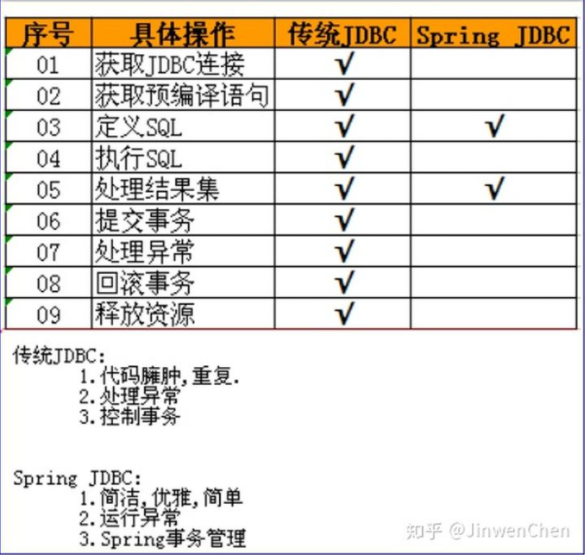 序号 具体操作 传统JDBC Spring JDBC
01 获取JDBC连接 √
02 获取预编译语句 √
03 定义SQL √ √
04 执行SQL √
05 处理结果集 √ √
06 提交事务 √
07 处理异常 √
08 回滚事务 √
09 释放资源 √
传统JDBC:
1.代码臃肿,重复.
2.处理异常
3.控制事务
Spring JDBC:
1.简洁,优雅,简单
2.运行异常
3.Spring事务管理
知乎 @JinwenChen